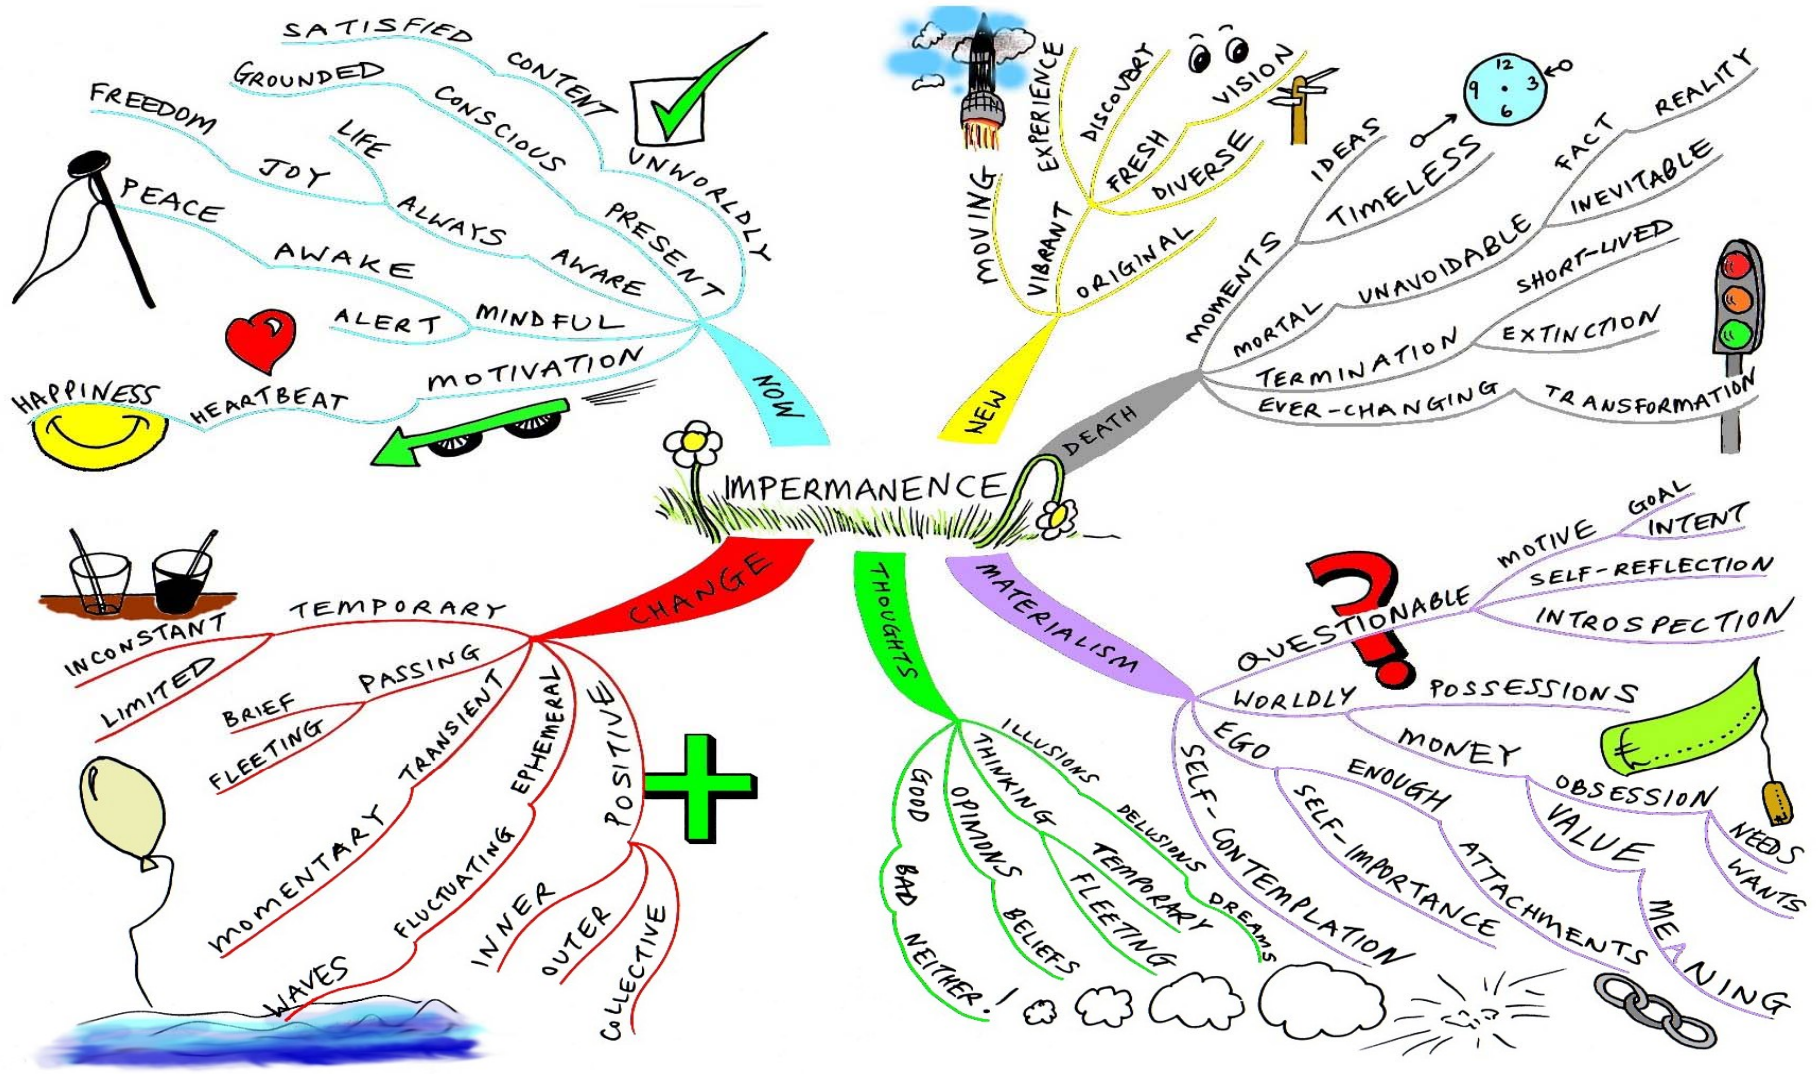 IMPERMANENCE
NEW
MOVING
VIBRANT
EXPERIENCE
DISCOVERY
FRESH
VISION
DIVERSE
ORIGINAL
DEATH
MOMENTS
IDEAS
TIMELESS
12
3
6
9
MORTAL
UNAVOIDABLE
FACT
REALITY
INEVITABLE
TERMINATION
SHORT-LIVED
EXTINCTION
EVER-CHANGING
TRANSFORMATION
MATERIALISM
QUESTIONABLE
MOTIVE
GOAL
INTENT
SELF-REFLECTION
INTROSPECTION
WORLDLY
POSSESSIONS
MONEY
OBSESSION
NEEDS
WANTS
VALUE
MEANING
£
EGO
ENOUGH
ATTACHMENTS
SELF-IMPORTANCE
SELF-CONTEMPLATION
THOUGHTS
ILLUSIONS
DELUSIONS
DREAMS
THINKING
TEMPORARY
FLEETING
OPINIONS
BELIEFS
GOOD
BAD
NEITHER!
CHANGE
POSITIVE
INNER
OUTER
COLLECTIVE
EPHEMERAL
FLUCTUATING
WAVES
TRANSIENT
MOMENTARY
PASSING
BRIEF
FLEETING
TEMPORARY
INCONSTANT
LIMITED
NOW
MOTIVATION
HEARTBEAT
HAPPINESS
MINDFUL
ALERT
AWAKE
PEACE
AWARE
ALWAYS
LIFE
JOY
FREEDOM
PRESENT
CONSCIOUS
GROUNDED
UNWORLDLY
CONTENT
SATISFIED